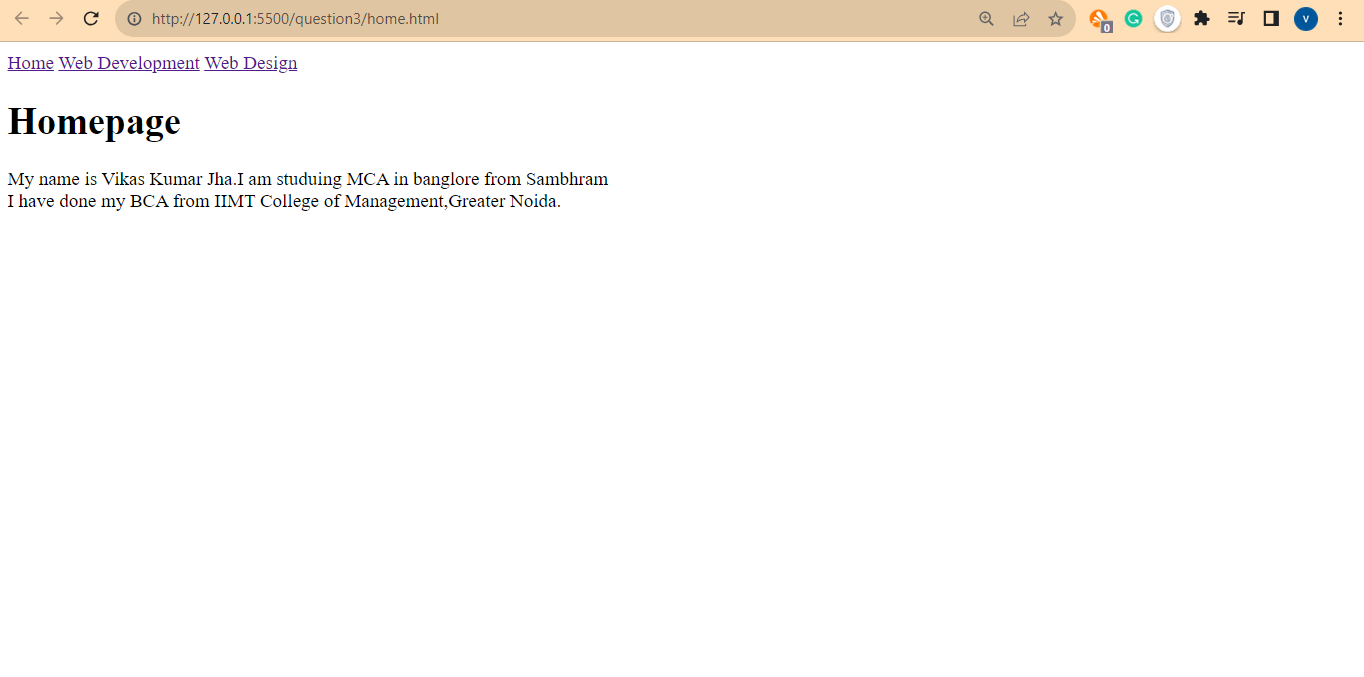 http://127.0.0.1:5500/question3/home.html
0
V
Home Web Development Web Design
Homepage
My name is Vikas Kumar Jha.I am studuing MCA in banglore from Sambhram
I have done my BCA from IIMT College of Management,Greater Noida.